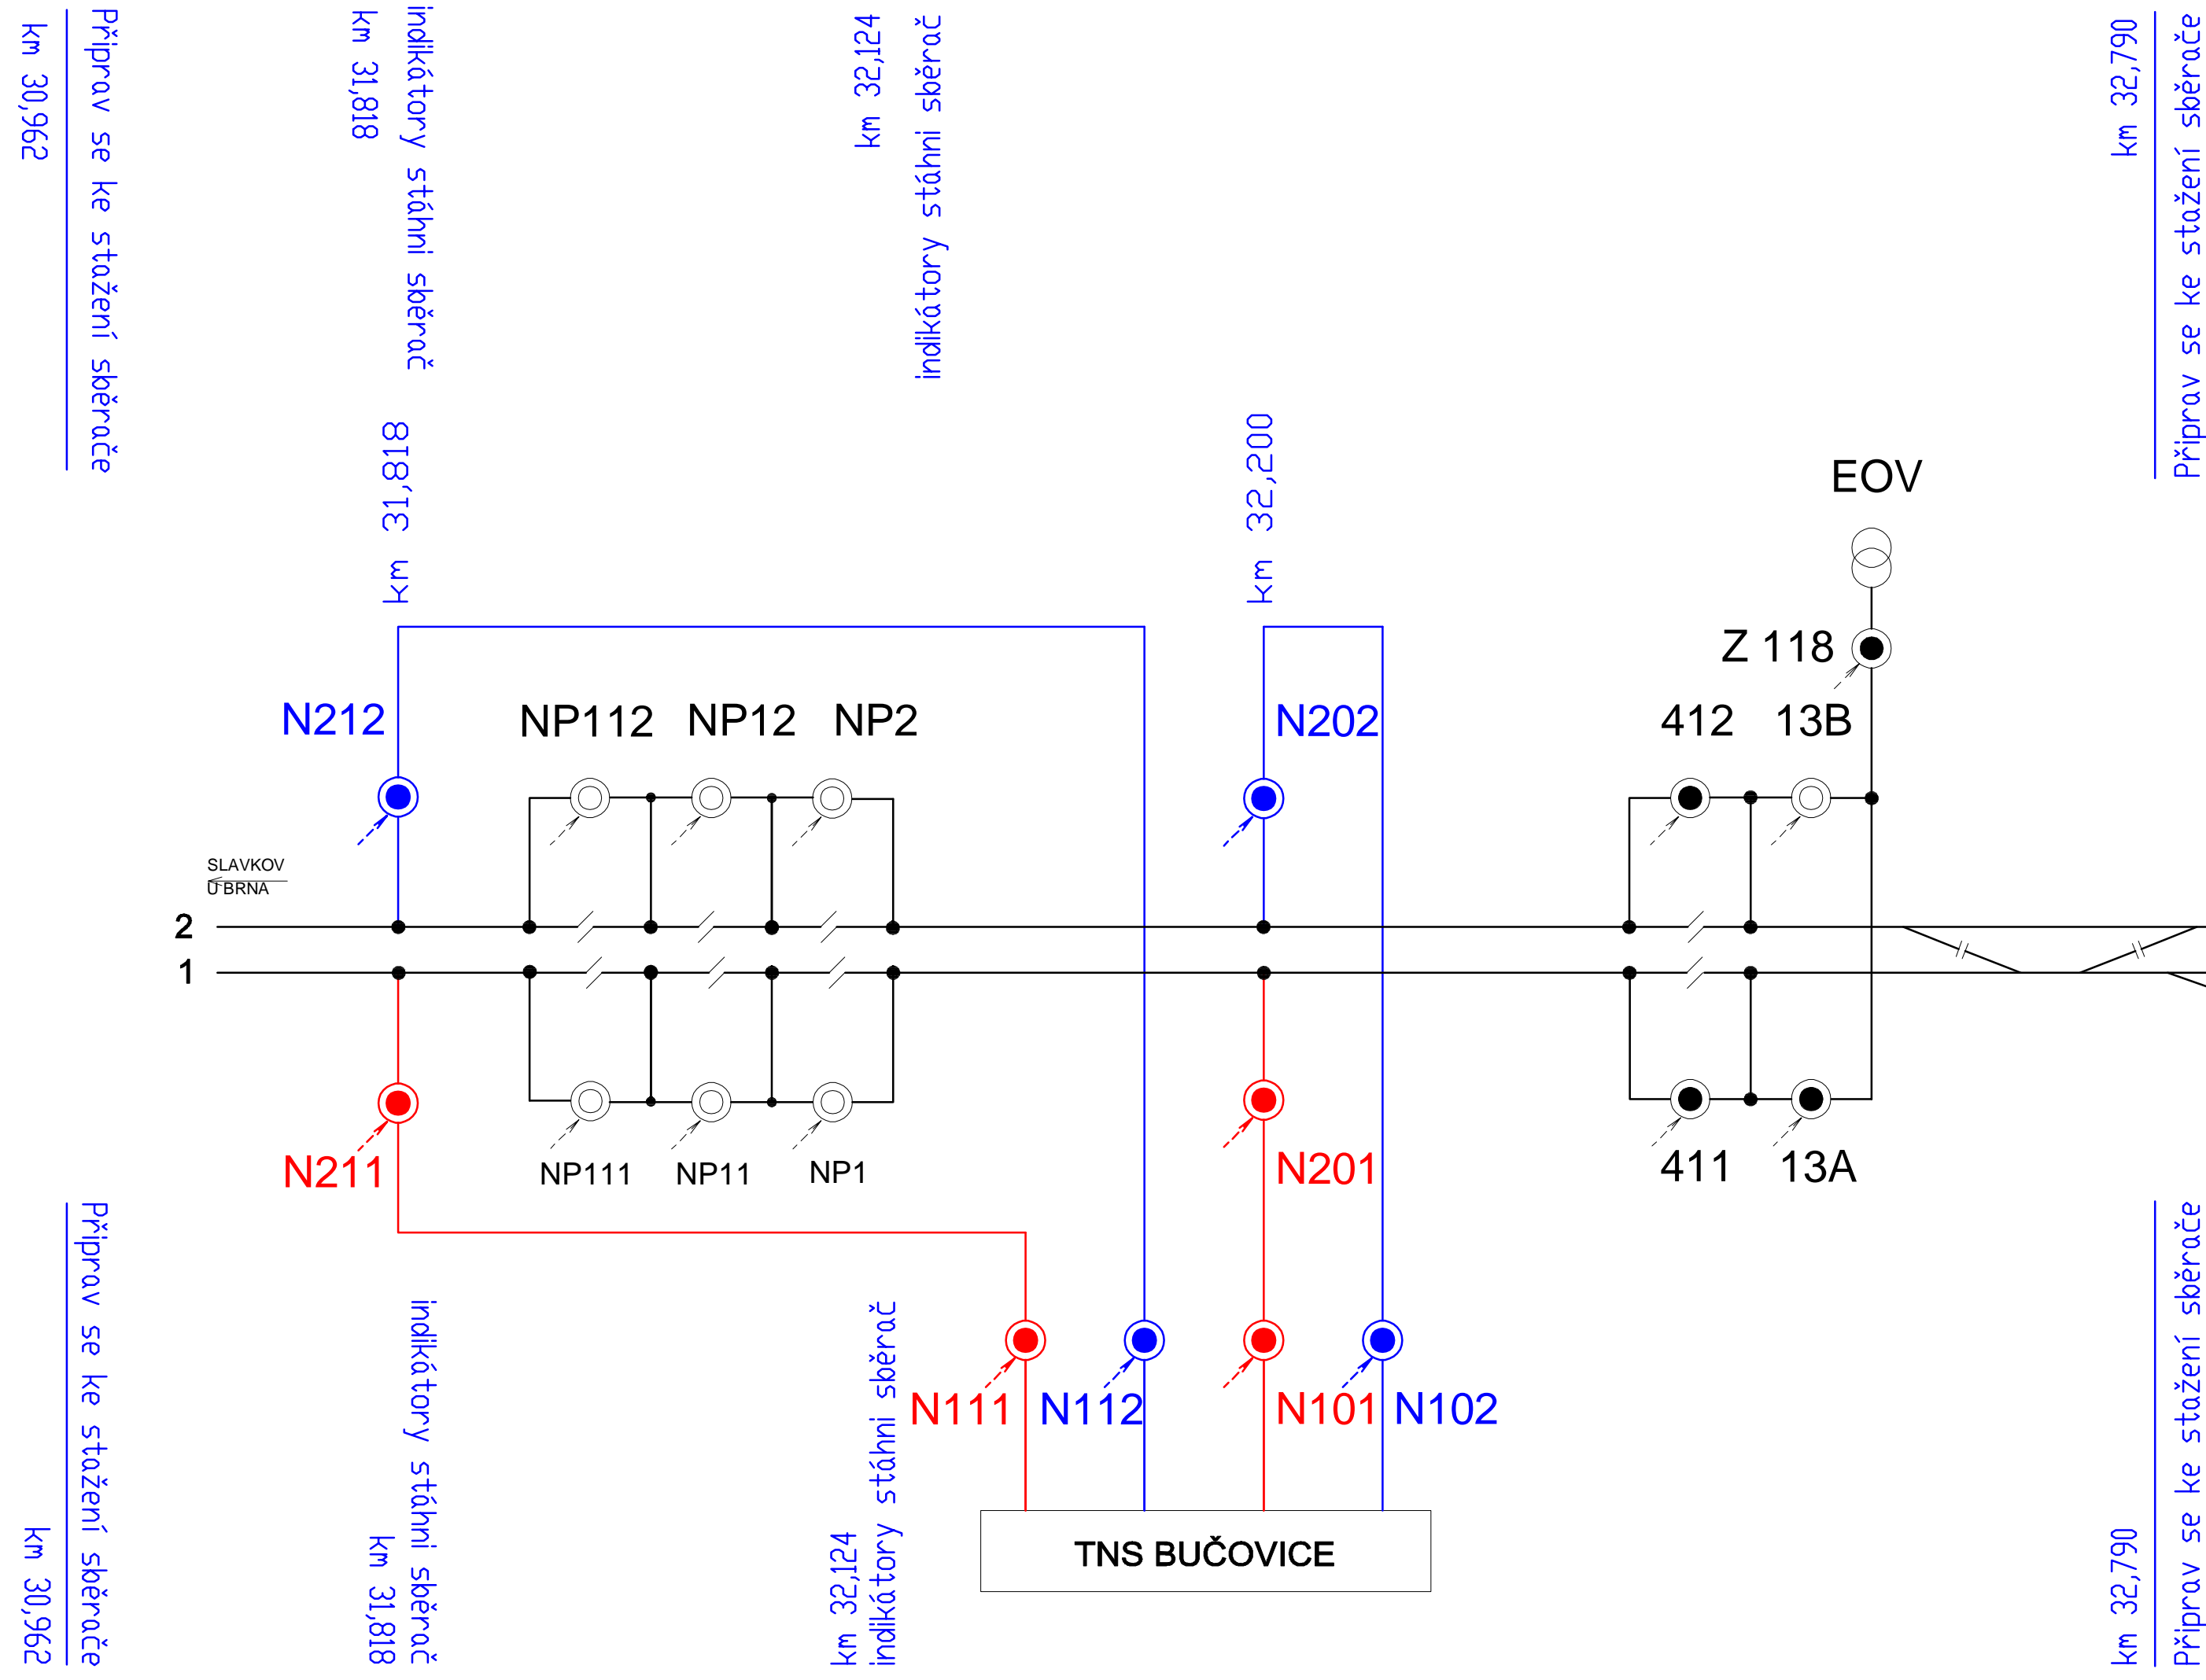 Připrav se ke stažení sběrače
km 30,962
indikátory stáhni sběrač
km 31,818
km 32,124
indikátory stáhni sběrač
km 32,790
Připrav se ke stažení sběrače
km 31,818
km 32,200
EOV
Z 118
N212
NP112
NP12
NP2
N202
412
13B
SLAVKOV
U BRNA
2
1
N211
NP111
NP11
NP1
N201
411
13A
Připrav se ke stažení sběrače
km 30,962
indikátory stáhni sběrač
km 31,818
km 32,124
indikátory stáhni sběrač
N111
N112
N101
N102
TNS BUČOVICE
km 32,790
Připrav se ke stažení sběrače